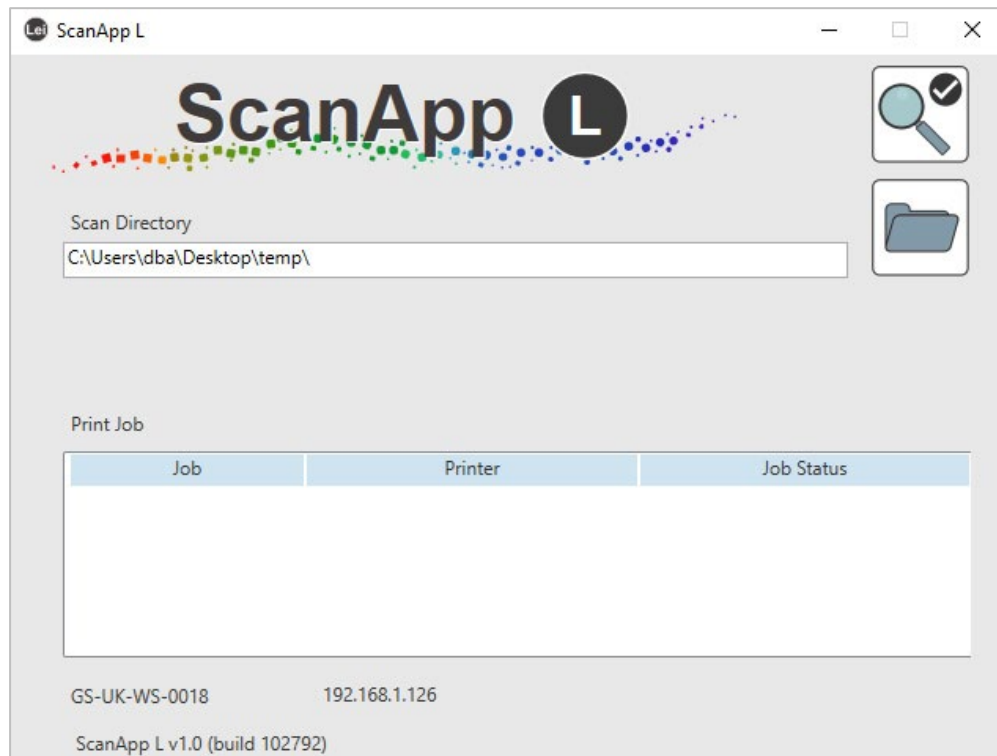 Lei ScanApp L
ScanApp L
Scan Directory
C:\Users\dba\Desktop\temp\
Print Job
Job Printer Job Status
GS-UK-WS-0018 192.168.1.126
ScanApp L v1.0 (build 102792)